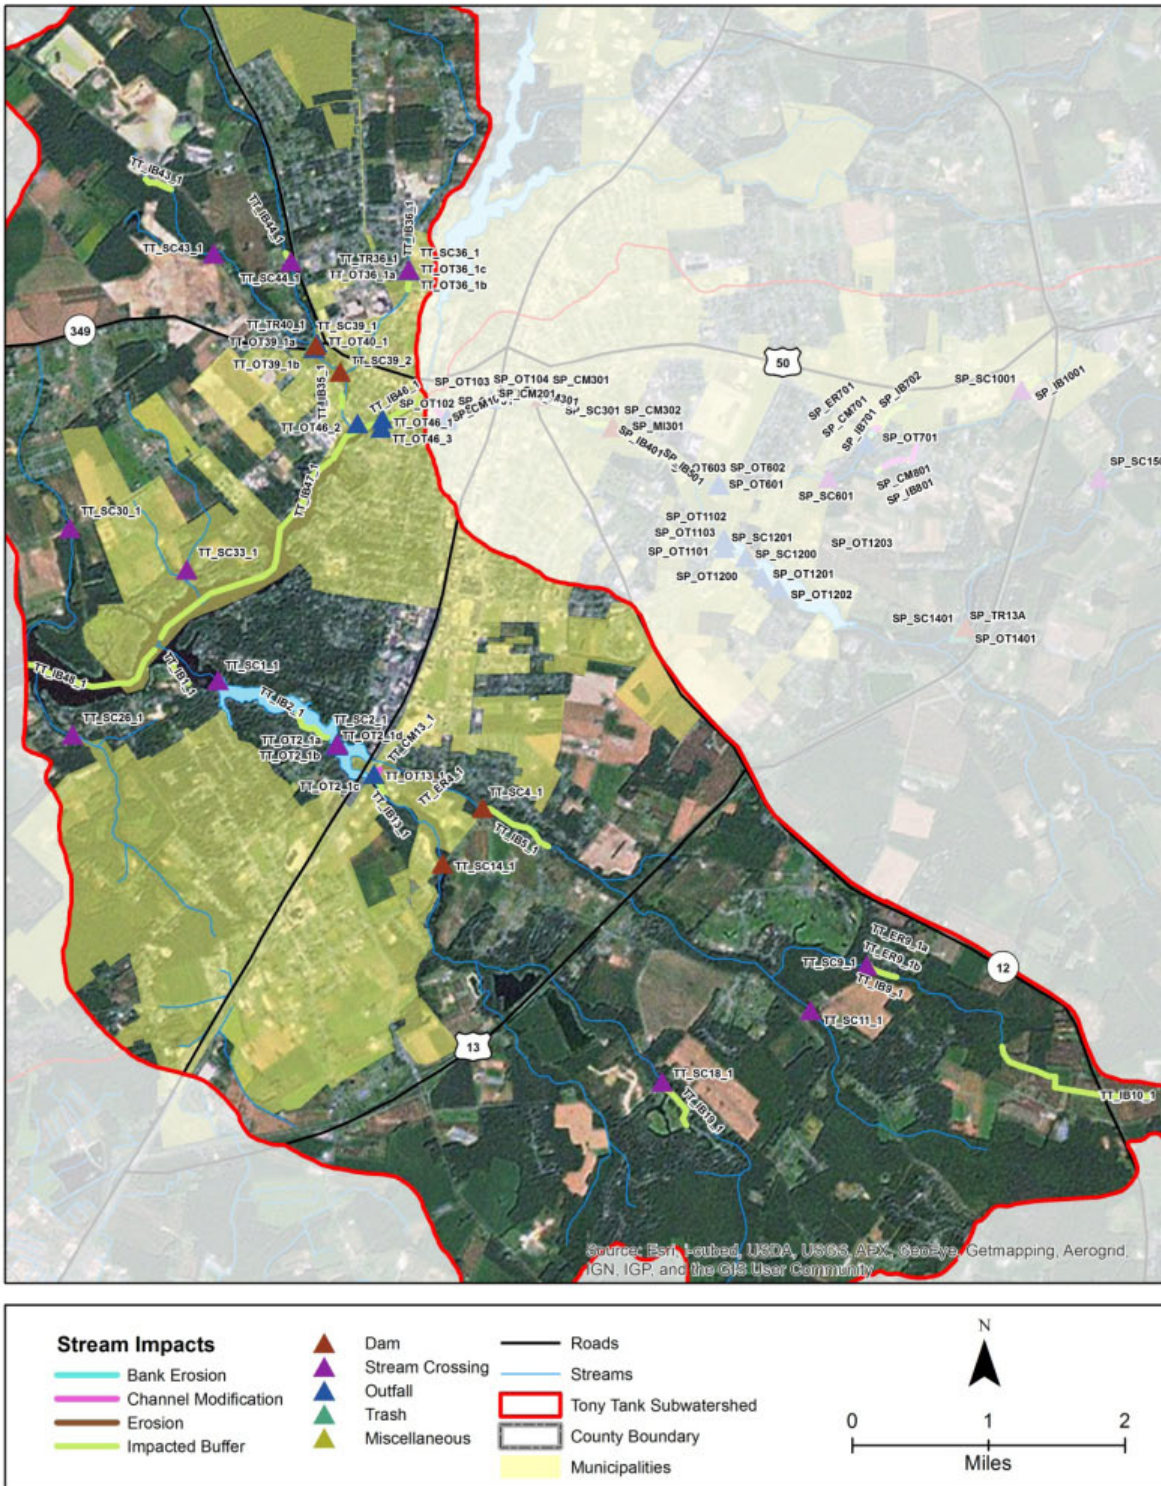 TT_IB43_1
TT_IB44_1
TT_SC43_1
TT_SC44_1
TT_IB36_1
TT_TR36_1
TT_SC36_1
TT_OT36_1a
TT_OT36_1c
TT_OT36_1b
349
TT_TR40_1
TT_SC39_1
TT_OT39_1a
TT_OT40_1
TT_OT39_1b
TT_SC39_2
TT_IB35_1
TT_IB46_1
TT_OT46_2
TT_OT46_1
TT_OT46_3
50
SP_OT103
SP_OT104
SP_CM301
SP_CM201
SP_OT102
SP_SC301
SP_CM302
SP_MI301
SP_IB401
SP_IB501
SP_OT602
SP_OT601
SP_ER701
SP_CM701
SP_IB701
SP_IB702
SP_OT701
SP_SC1001
SP_IB1001
SP_CM801
SP_IB801
SP_SC601
TT_IB47_1
TT_SC30_1
TT_SC33_1
SP_OT1102
SP_OT1103
SP_OT1101
SP_SC1201
SP_SC1200
SP_OT1203
SP_OT1200
SP_OT1201
SP_OT1202
SP_SC1401
SP_TR13A
SP_OT1401
TT_IB48_1
TT_IB1_1
TT_SC1_1
TT_IB2_1
TT_SC26_1
TT_SC2_1
TT_OT2_1a
TT_OT2_1d
TT_OT2_1b
TT_CM13_1
TT_OT2_1c
TT_OT13_1
TT_ER4_1
TT_IB13_1
TT_SC4_1
TT_IB5_1
TT_SC14_1
TT_ER9_1a
TT_ER9_1b
TT_SC9_1
TT_IB9_1
12
TT_SC11_1
13
TT_SC18_1
TT_IB19_1
TT_IB10_1
Source: Esri, i-cubed, USDA, USGS, AEX, GeoEye, Getmapping, Aerogrid,
IGN, IGP, and the GIS User Community
Stream Impacts
Bank Erosion
Channel Modification
Erosion
Impacted Buffer
Dam
Stream Crossing
Outfall
Trash
Miscellaneous
Roads
Streams
Tony Tank Subwatershed
County Boundary
Municipalities
N
0 1 2
Miles